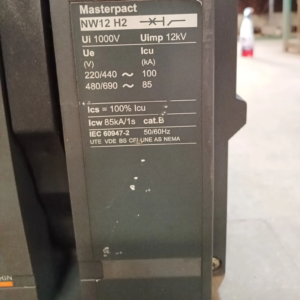 Masterpact
NW12 H2
Ui 1000V Uimp 12kV
Ue Icu
(V) (kA)
220/440 ~ 100
480/690 ~ 85
Ics = 100% Icu
Icw 85kA/1s cat.B
IEC 60947-2 50/60Hz
UTE VDE BS CEI UNE AS NEMA